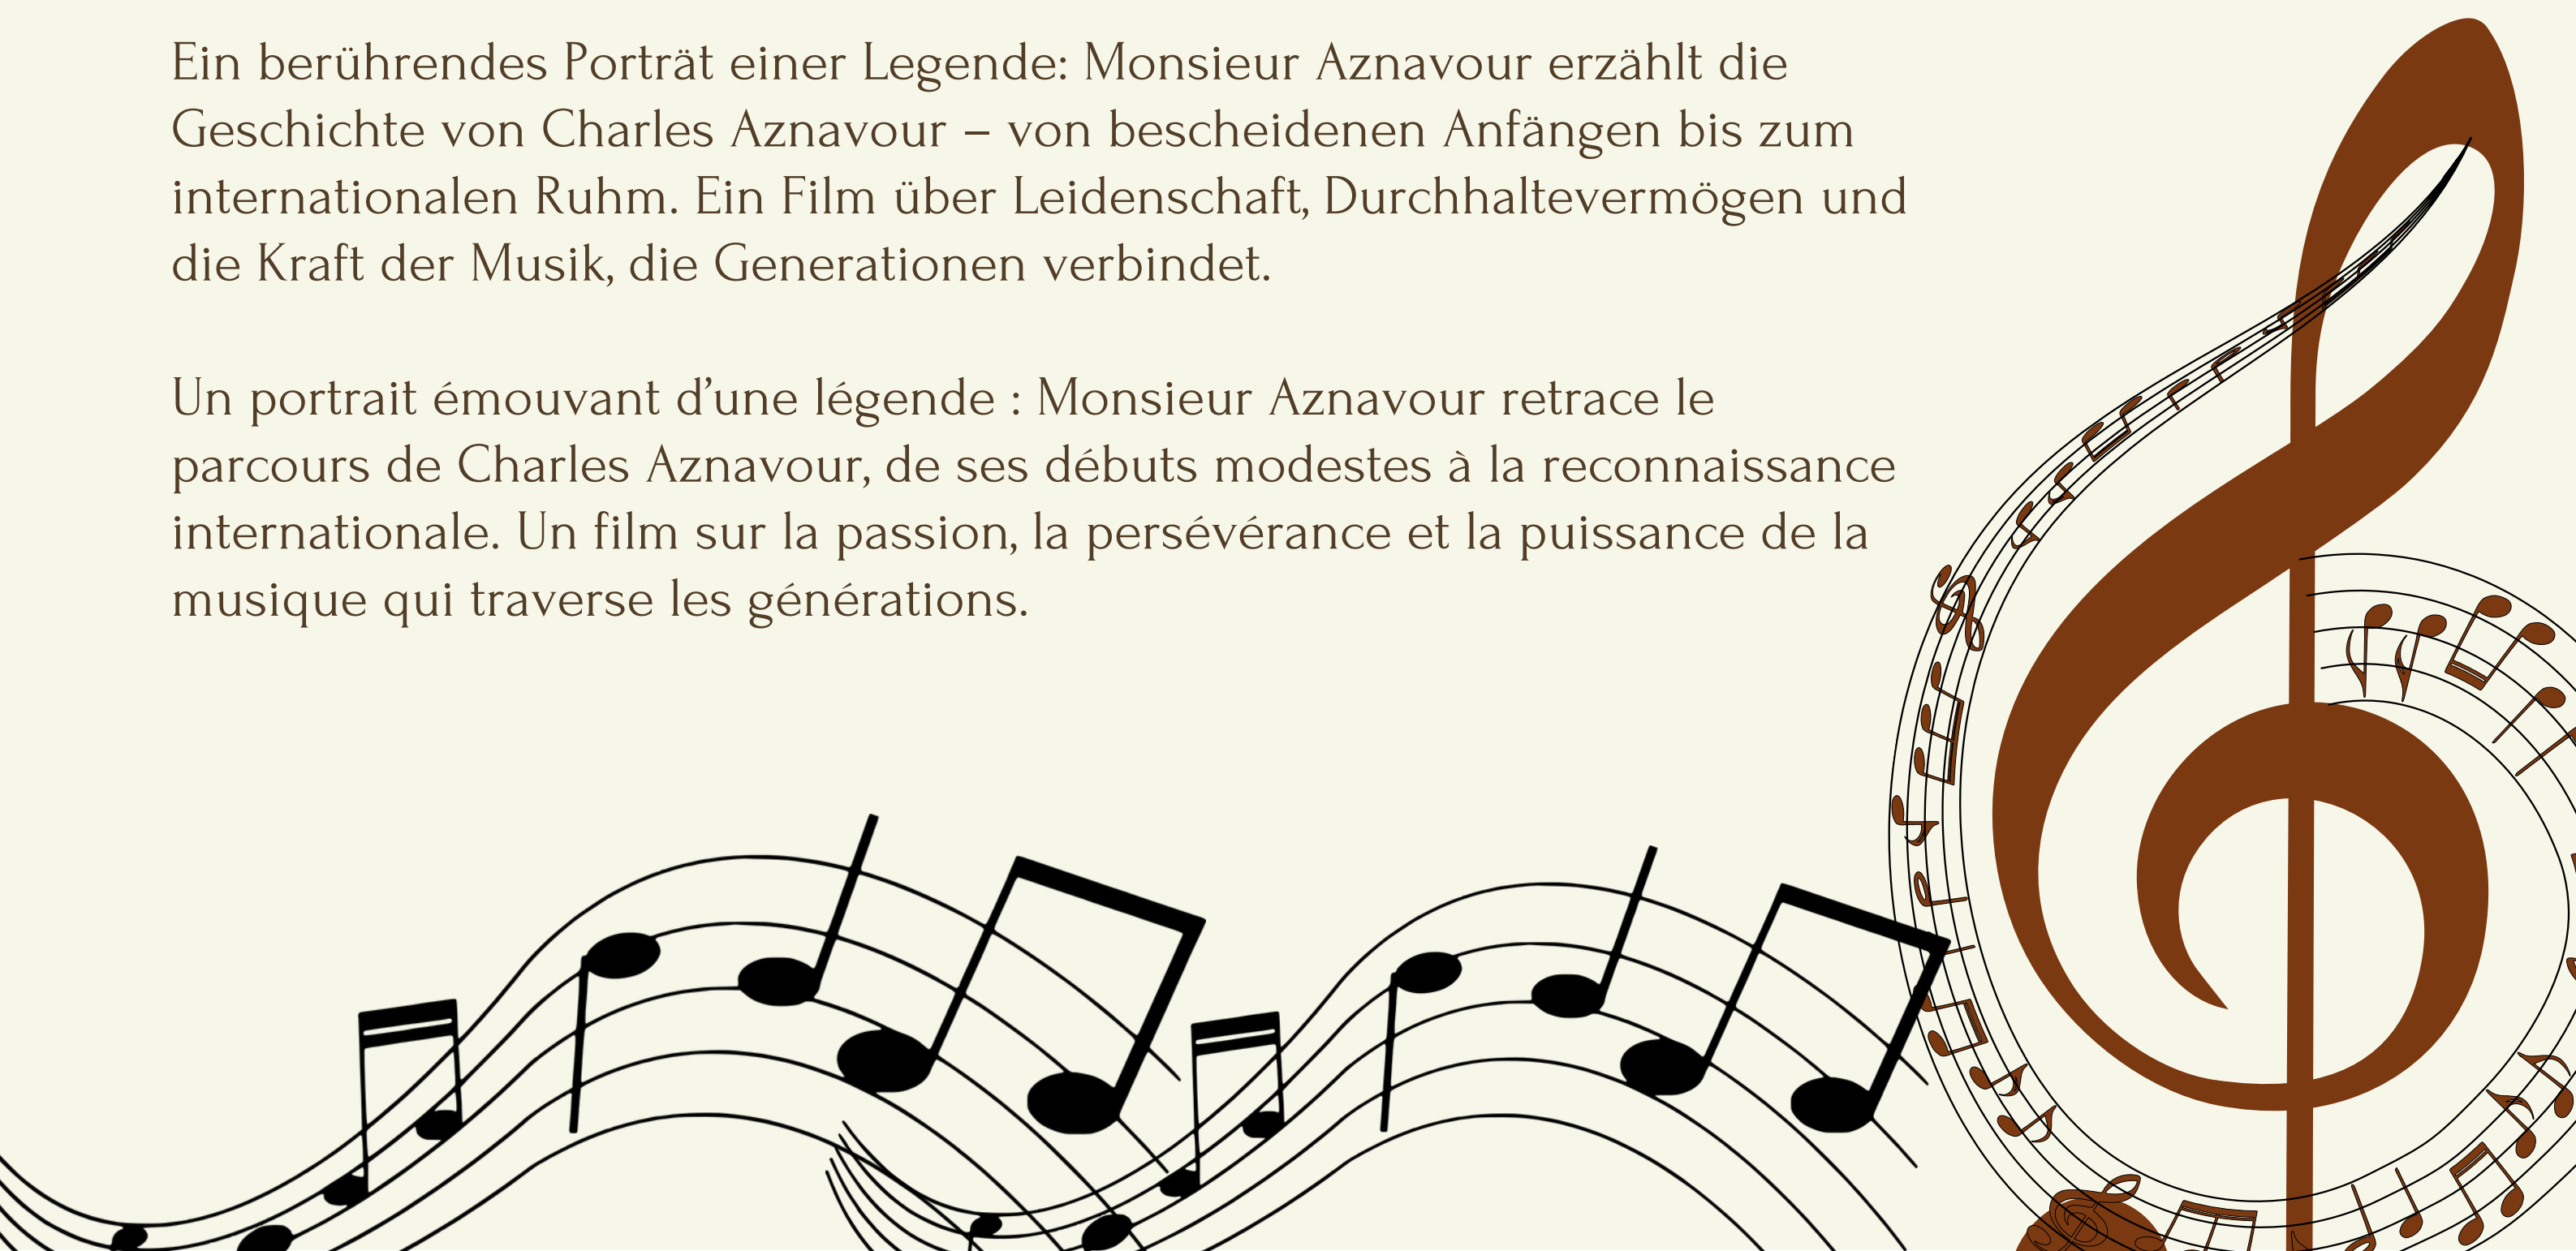 Ein berührendes Porträt einer Legende: Monsieur Aznavour erzählt die
Geschichte von Charles Aznavour – von bescheidenen Anfängen bis zum
internationalen Ruhm. Ein Film über Leidenschaft, Durchhaltevermögen und
die Kraft der Musik, die Generationen verbindet.
Un portrait émouvant d’une légende : Monsieur Aznavour retrace le
parcours de Charles Aznavour, de ses débuts modestes à la reconnaissance
internationale. Un film sur la passion, la persévérance et la puissance de la
musique qui traverse les générations.